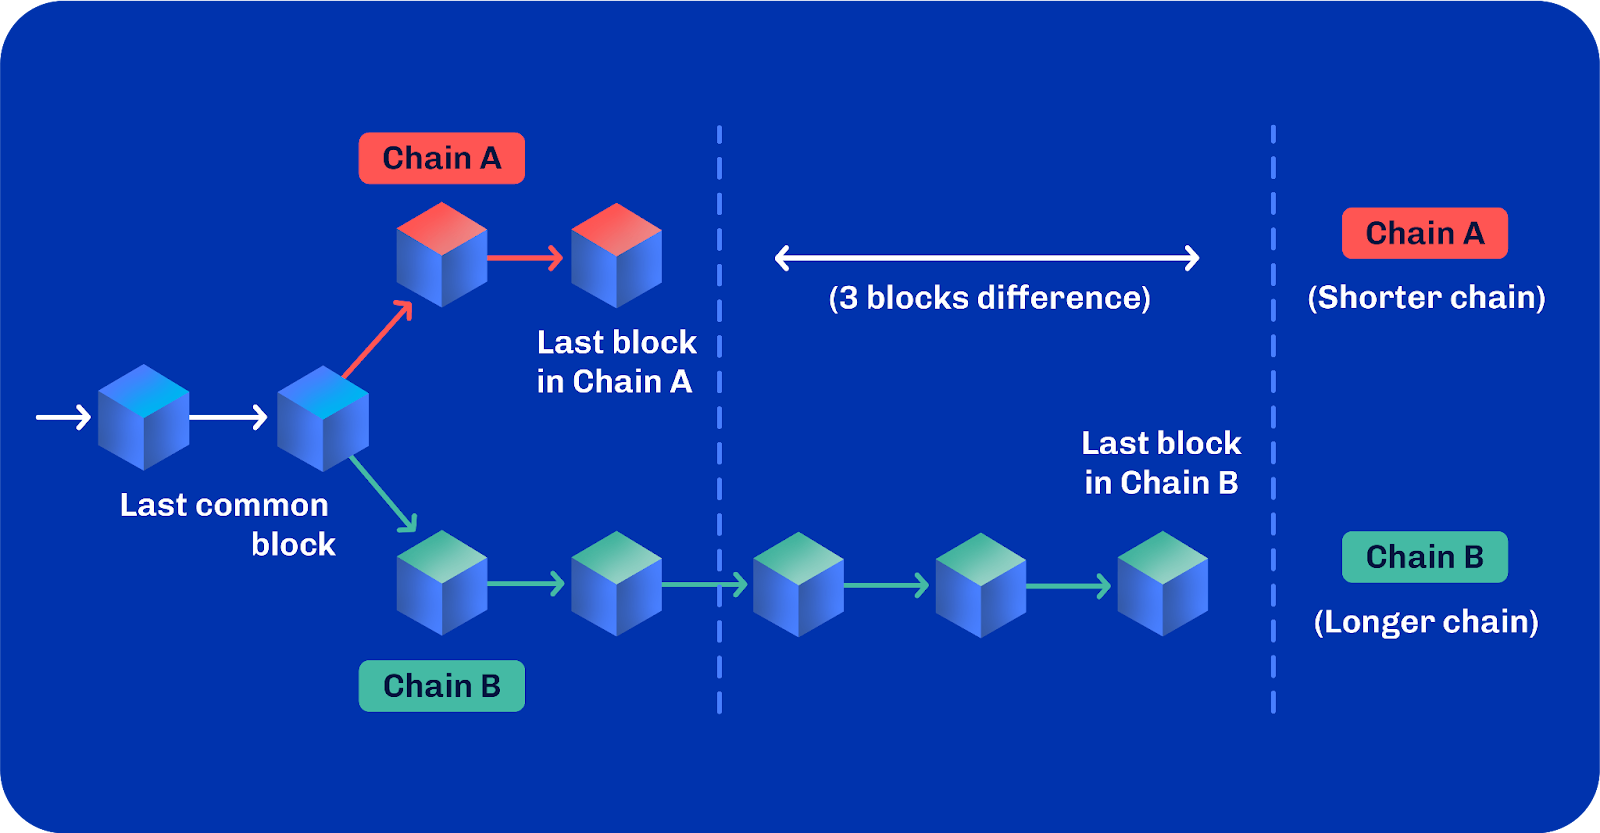 Chain A
Last block
in Chain A
(3 blocks difference)
Chain A
(Shorter chain)
Last common
block
Last block
in Chain B
Chain B
Chain B
(Longer chain)